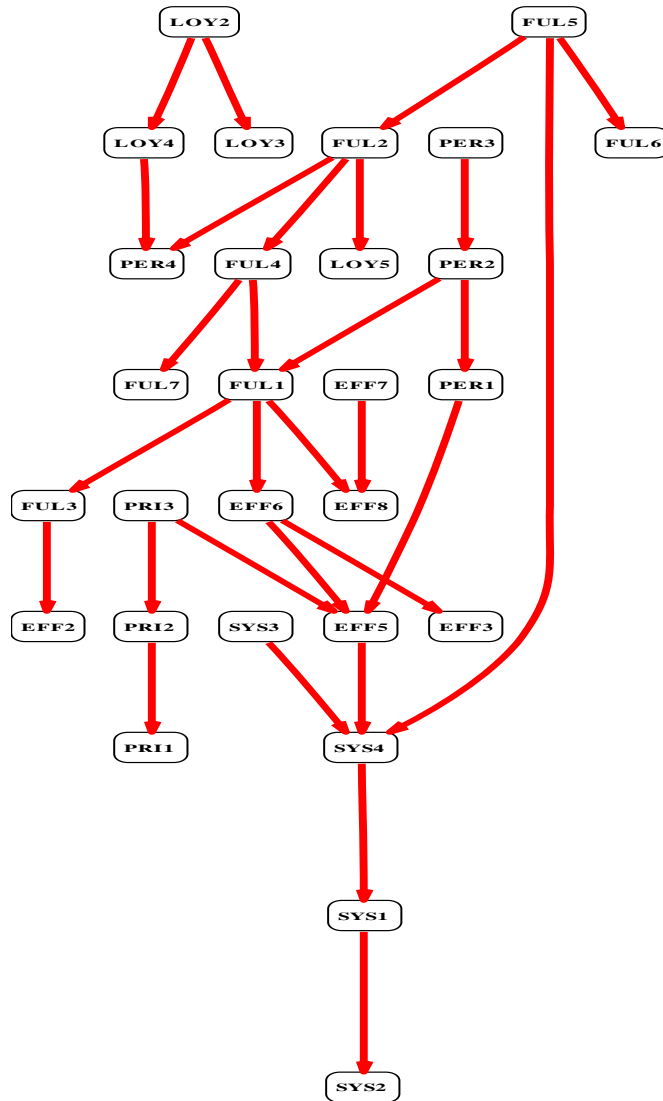 LOY2 FUL5
LOY4 LOY3 FUL2 PER3 FUL6
PER4 FUL4 LOY5 PER2
FUL7 FUL1 EFF7 PER1
FUL3 PRI3 EFF6 EFF8
EFF2 PRI2 SYS3 EFF5 EFF3
PRI1 SYS4
SYS1
SYS2